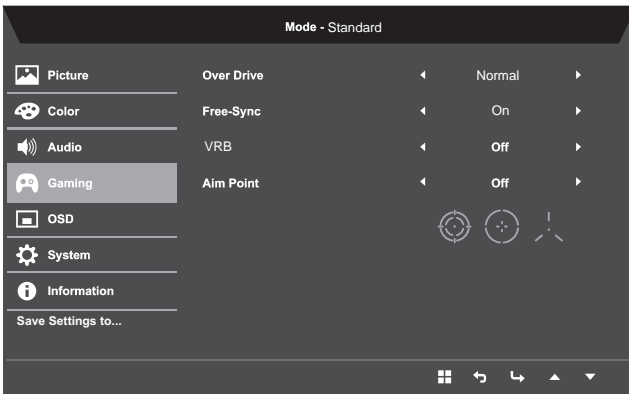 Mode - Standard
Picture
Over Drive Normal
Color
Free-Sync On
Audio
VRB Off
Gaming
Aim Point Off
OSD
System
Information
Save Settings to...